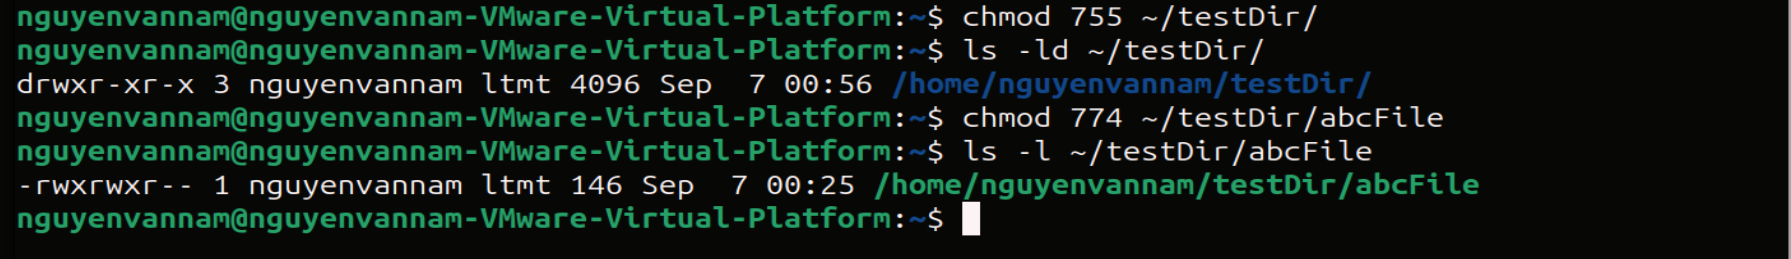 nguyenvannam@nguyenvannam-VMware-Virtual-Platform:~$ chmod 755 ~/testDir/
nguyenvannam@nguyenvannam-VMware-Virtual-Platform:~$ ls -ld ~/testDir/
drwxr-xr-x 3 nguyenvannam ltmt 4096 Sep  7 00:56 /home/nguyenvannam/testDir/
nguyenvannam@nguyenvannam-VMware-Virtual-Platform:~$ chmod 774 ~/testDir/abcFile
nguyenvannam@nguyenvannam-VMware-Virtual-Platform:~$ ls -l ~/testDir/abcFile
-rwxrwxr-- 1 nguyenvannam ltmt 146 Sep  7 00:25 /home/nguyenvannam/testDir/abcFile
nguyenvannam@nguyenvannam-VMware-Virtual-Platform:~$